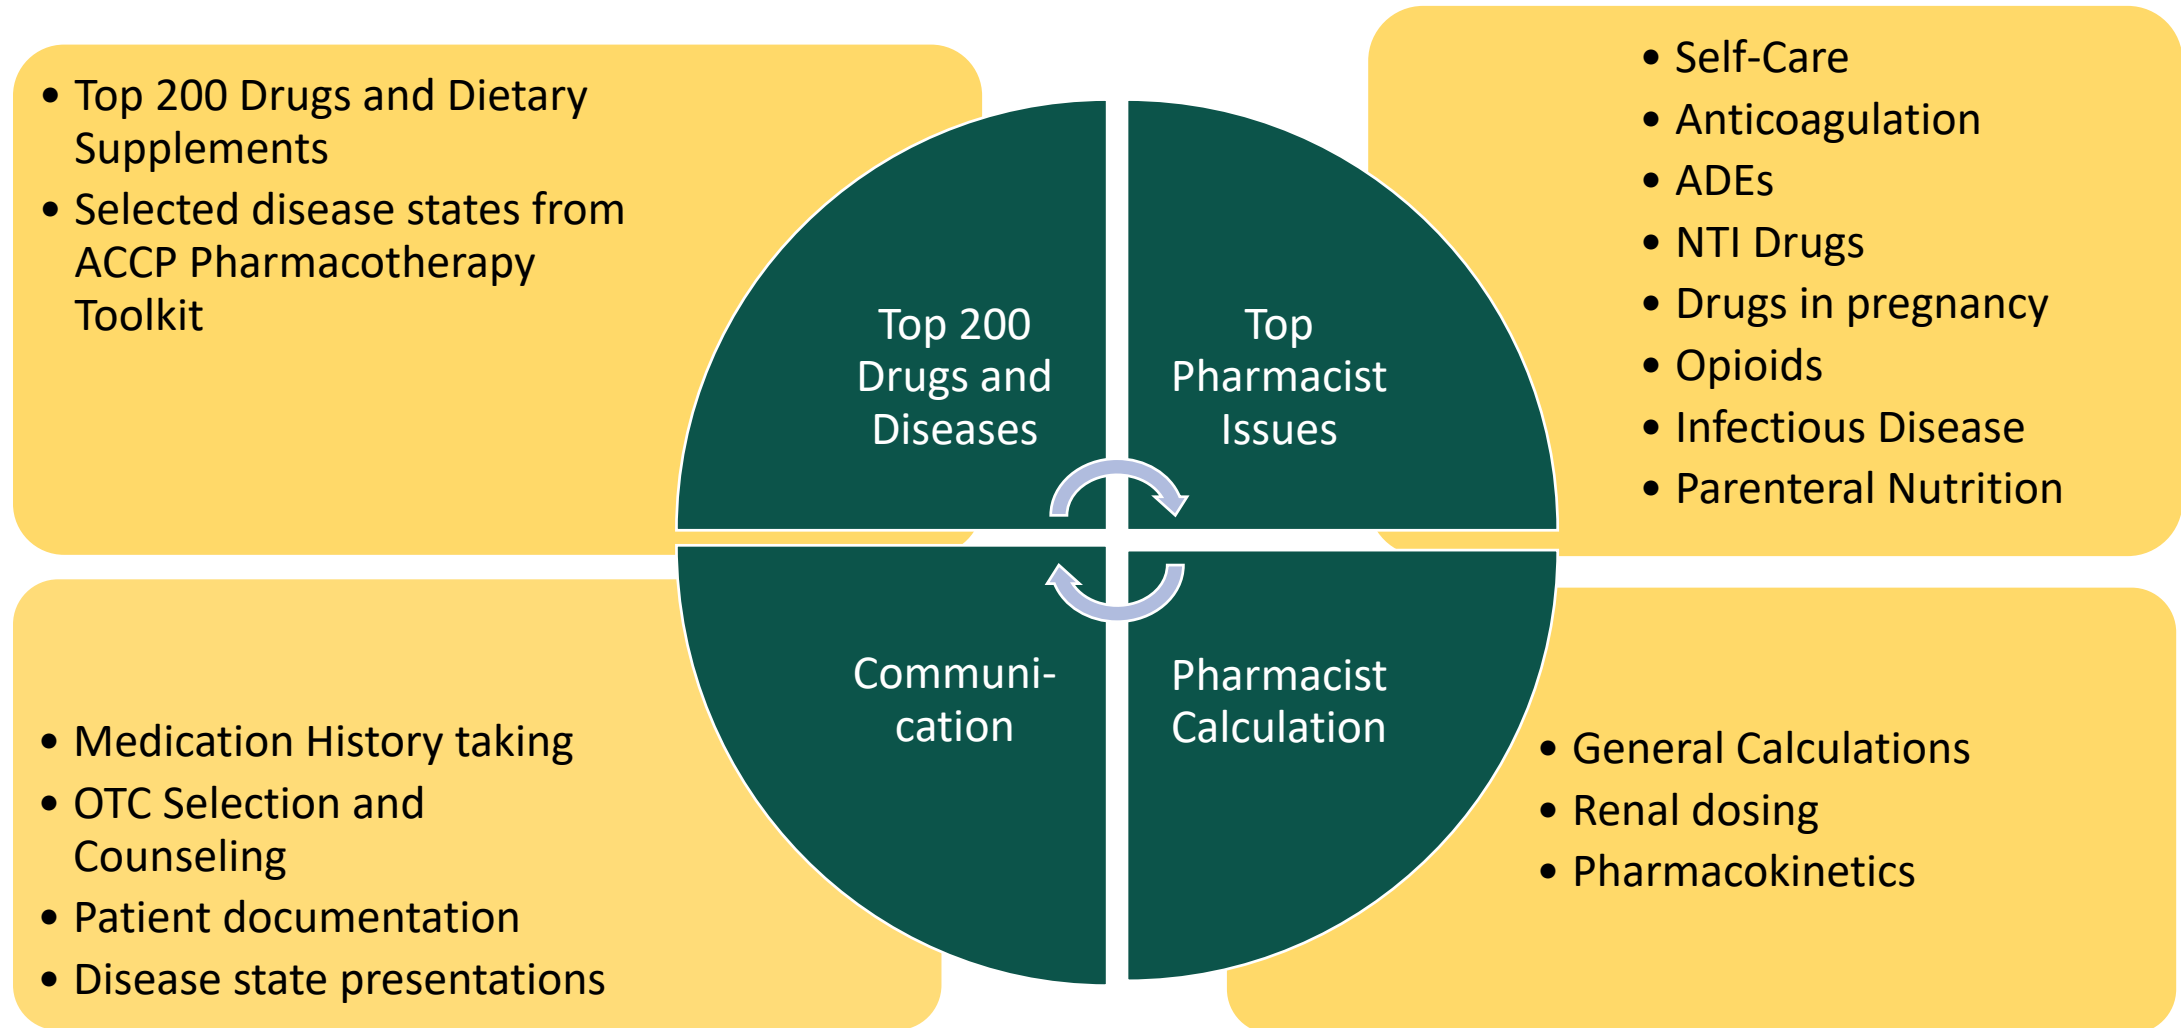 • Top 200 Drugs and Dietary
Supplements
• Selected disease states from
ACCP Pharmacotherapy
Toolkit
• Self-Care
• Anticoagulation
• ADEs
• NTI Drugs
• Drugs in pregnancy
• Opioids
• Infectious Disease
• Parenteral Nutrition
Top 200
Drugs and
Diseases
Top
Pharmacist
Issues
Communi-
cation
Pharmacist
Calculation
• Medication History taking
• OTC Selection and
Counseling
• Patient documentation
• Disease state presentations
• General Calculations
• Renal dosing
• Pharmacokinetics